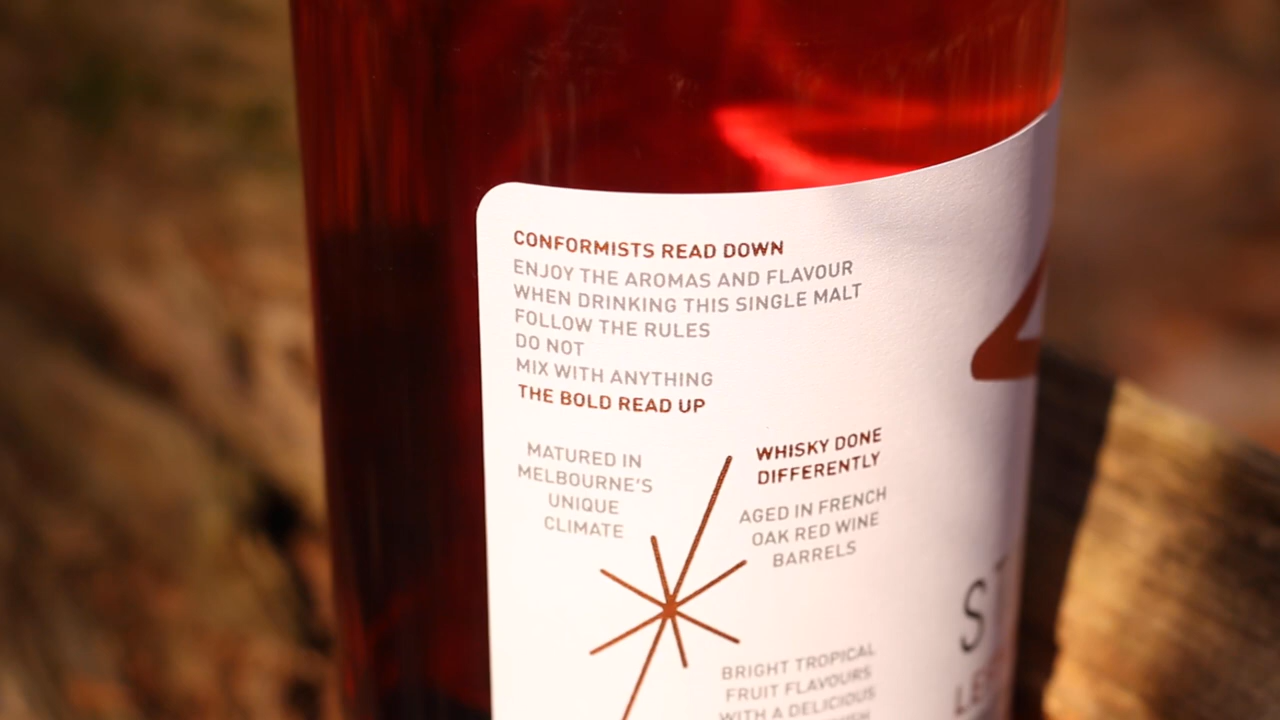 CONFORMISTS READ DOWN
ENJOY THE AROMAS AND FLAVOUR
WHEN DRINKING THIS SINGLE MALT
FOLLOW THE RULES
DO NOT
MIX WITH ANYTHING
THE BOLD READ UP
MATURED IN
MELBOURNE'S
UNIQUE
CLIMATE
WHISKY DONE
DIFFERENTLY
AGED IN FRENCH
OAK RED WINE
BARRELS
BRIGHT TROPICAL
FRUIT FLAVOURS
WITH A DELICIOUS